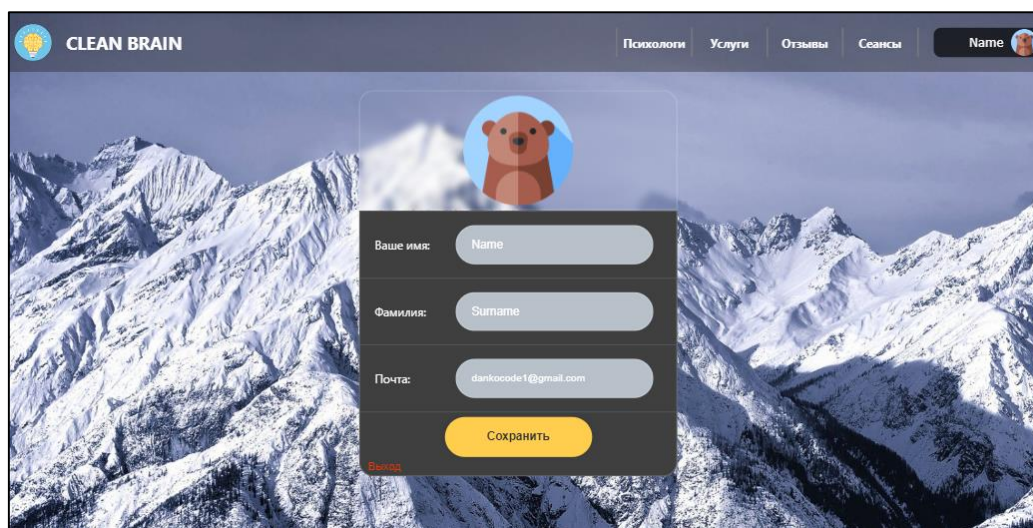 CLEAN BRAIN
Психологи
Услуги
Отзывы
Сеансы
Name
Ваше имя:
Name
Фамилия:
Surname
Почта:
dankocode1@gmail.com
Сохранить
Выход